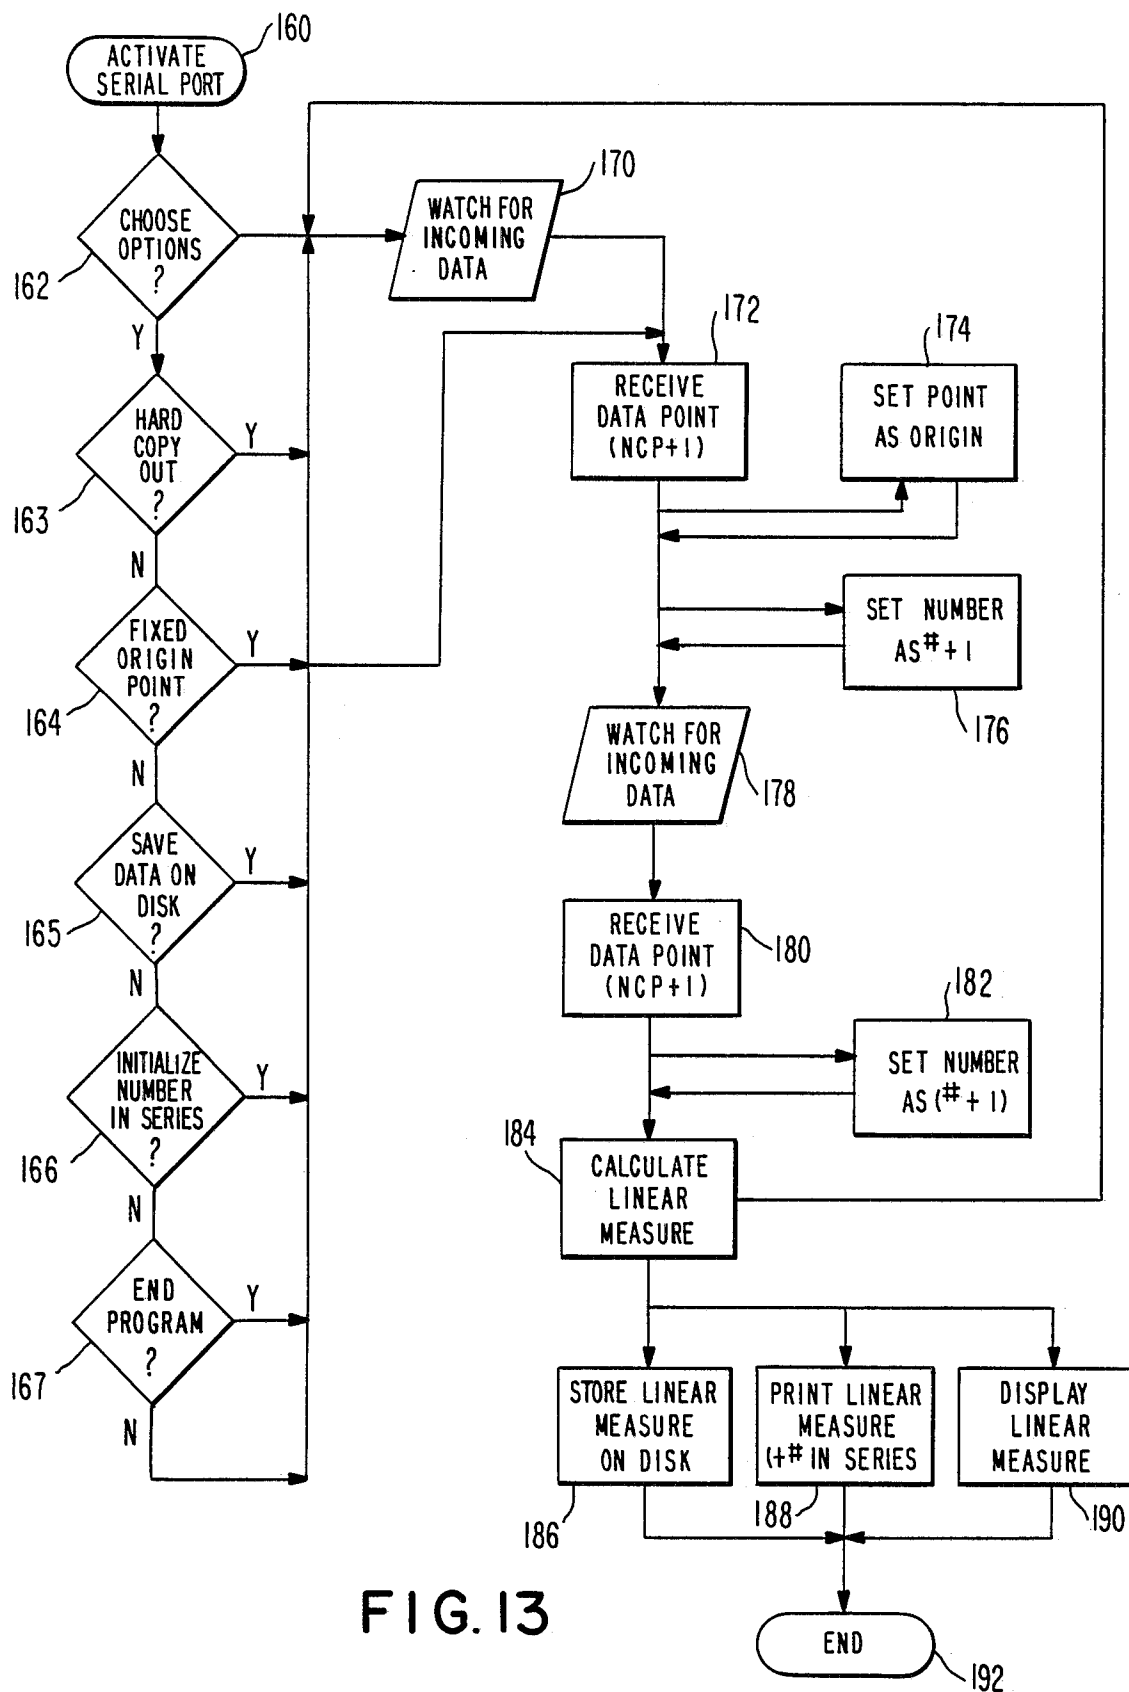 160
ACTIVATE
SERIAL PORT
CHOOSE
OPTIONS
?
162
Y
HARD
COPY
OUT
?
Y
163
N
FIXED
ORIGIN
POINT
?
Y
164
N
SAVE
DATA ON
DISK
?
Y
165
N
INITIALIZE
NUMBER
IN SERIES
?
Y
166
N
END
PROGRAM
?
Y
167
N
170
WATCH FOR
INCOMING
DATA
172
RECEIVE
DATA POINT
(NCP+1)
174
SET POINT
AS ORIGIN
SET NUMBER
AS #+1
176
WATCH FOR
INCOMING
DATA
178
RECEIVE
DATA POINT
(NCP+1)
180
182
SET NUMBER
AS (#+1)
184
CALCULATE
LINEAR
MEASURE
STORE LINEAR
MEASURE
ON DISK
186
PRINT LINEAR
MEASURE
(+# IN SERIES
188
DISPLAY
LINEAR
MEASURE
190
END
192
FIG. 13